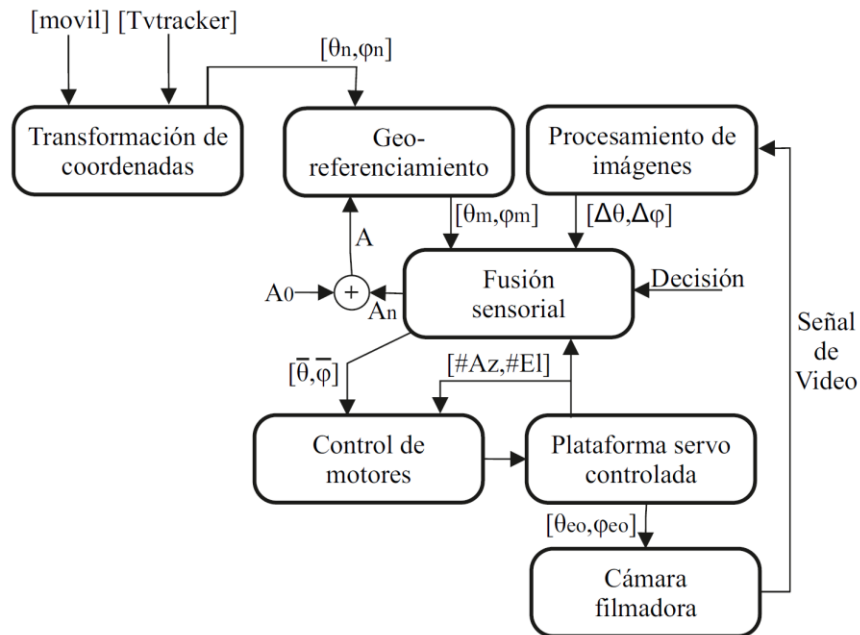 [movil] [Tvtracker]
[θn,φn]
Transformación de
coordenadas
Geo-
referenciamiento
Procesamiento de
imágenes
[θm,φm]
[Δθ,Δφ]
A
A0
+
An
Fusión
sensorial
Decisión
Señal
de
Video
[θ̅,φ̅]
[#Az,#El]
Control de
motores
Plataforma servo
controlada
[θeo,φeo]
Cámara
filmadora